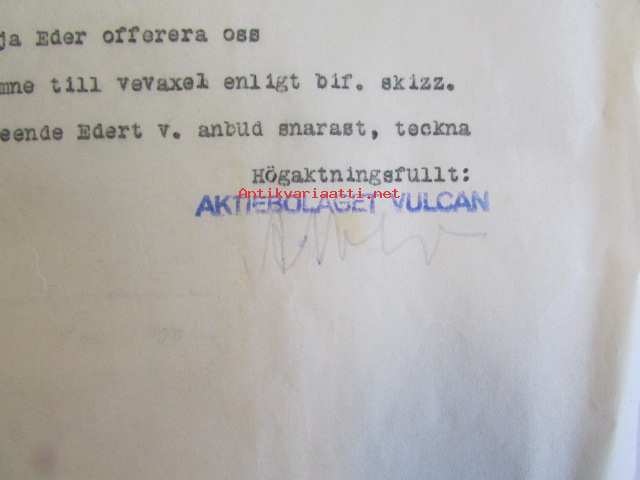 ja Eder offerera oss
mne till vevaxel enligt bif. skizz.
eende Edert v. anbud snarast, teckna
Högaktningsfullt:
Antikvariaatti.net
AKTIEBOLAGET VULCAN